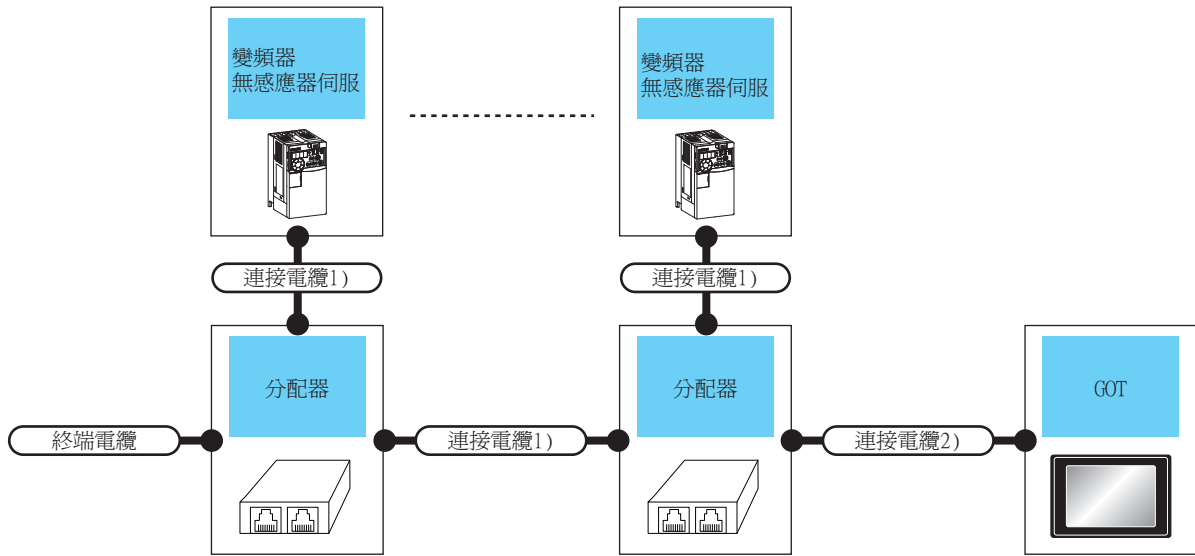 變頻器
無感應器伺服
變頻器
無感應器伺服
連接電纜1)
連接電纜1)
分配器
分配器
GOT
終端電纜
連接電纜1)
連接電纜2)